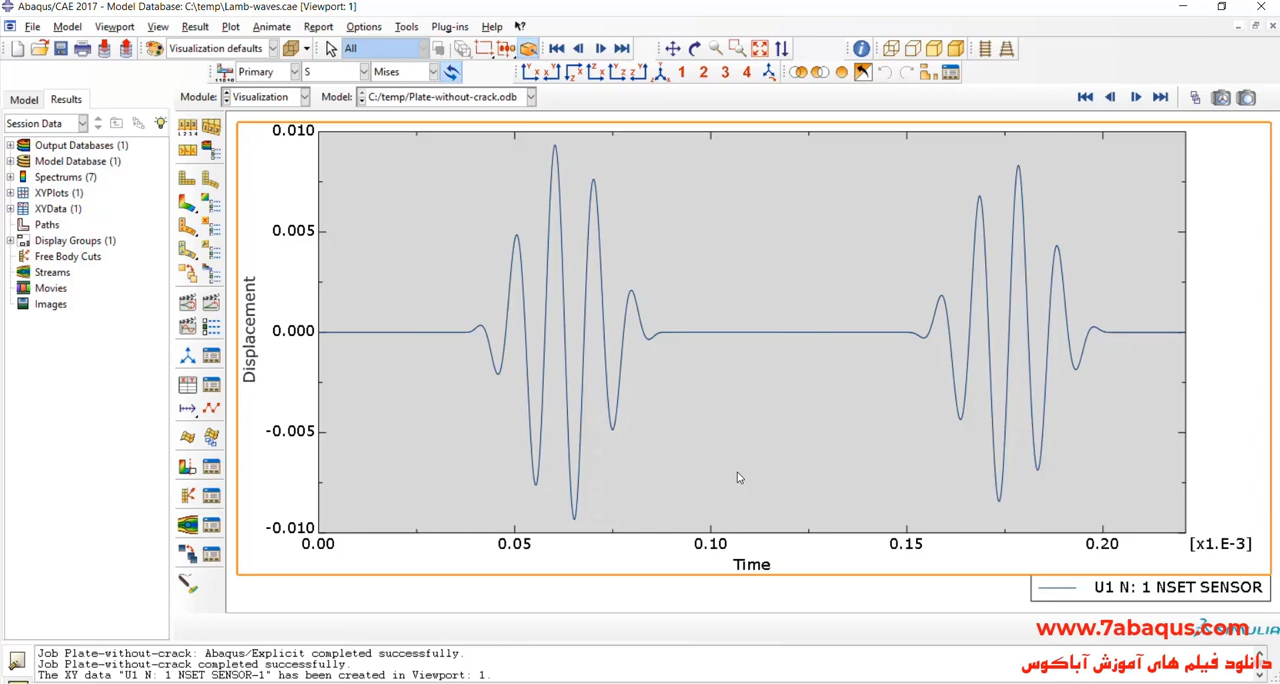 Abaqus/CAE 2017 - Model Database: C:\temp\Lamb-waves.cae [Viewport: 1]
File Model Viewport View Result Plot Animate Report Options Tools Plug-ins Help
Visualization defaults All
Primary S Mises 1 2 3 4
Model Results Module: Visualization Model: C:/temp/Plate-without-crack.odb
Session Data
Output Databases (1)
Model Database (1)
Spectrums (7)
XYPlots (1)
XYData (1)
Paths
Display Groups (1)
Free Body Cuts
Streams
Movies
Images
0.010
0.005
0.000
-0.005
-0.010
Displacement
0.00 0.05 0.10 0.15 0.20 [x1.E-3]
Time
U1 N: 1 NSET SENSOR
www.7abaqus.com
دانلود فیلم های آموزش آباکوس
Job Plate-without-crack: Abaqus/Explicit completed successfully.
Job Plate-without-crack completed successfully.
The XY data "U1 N: 1 NSET SENSOR-1" has been created in Viewport: 1.